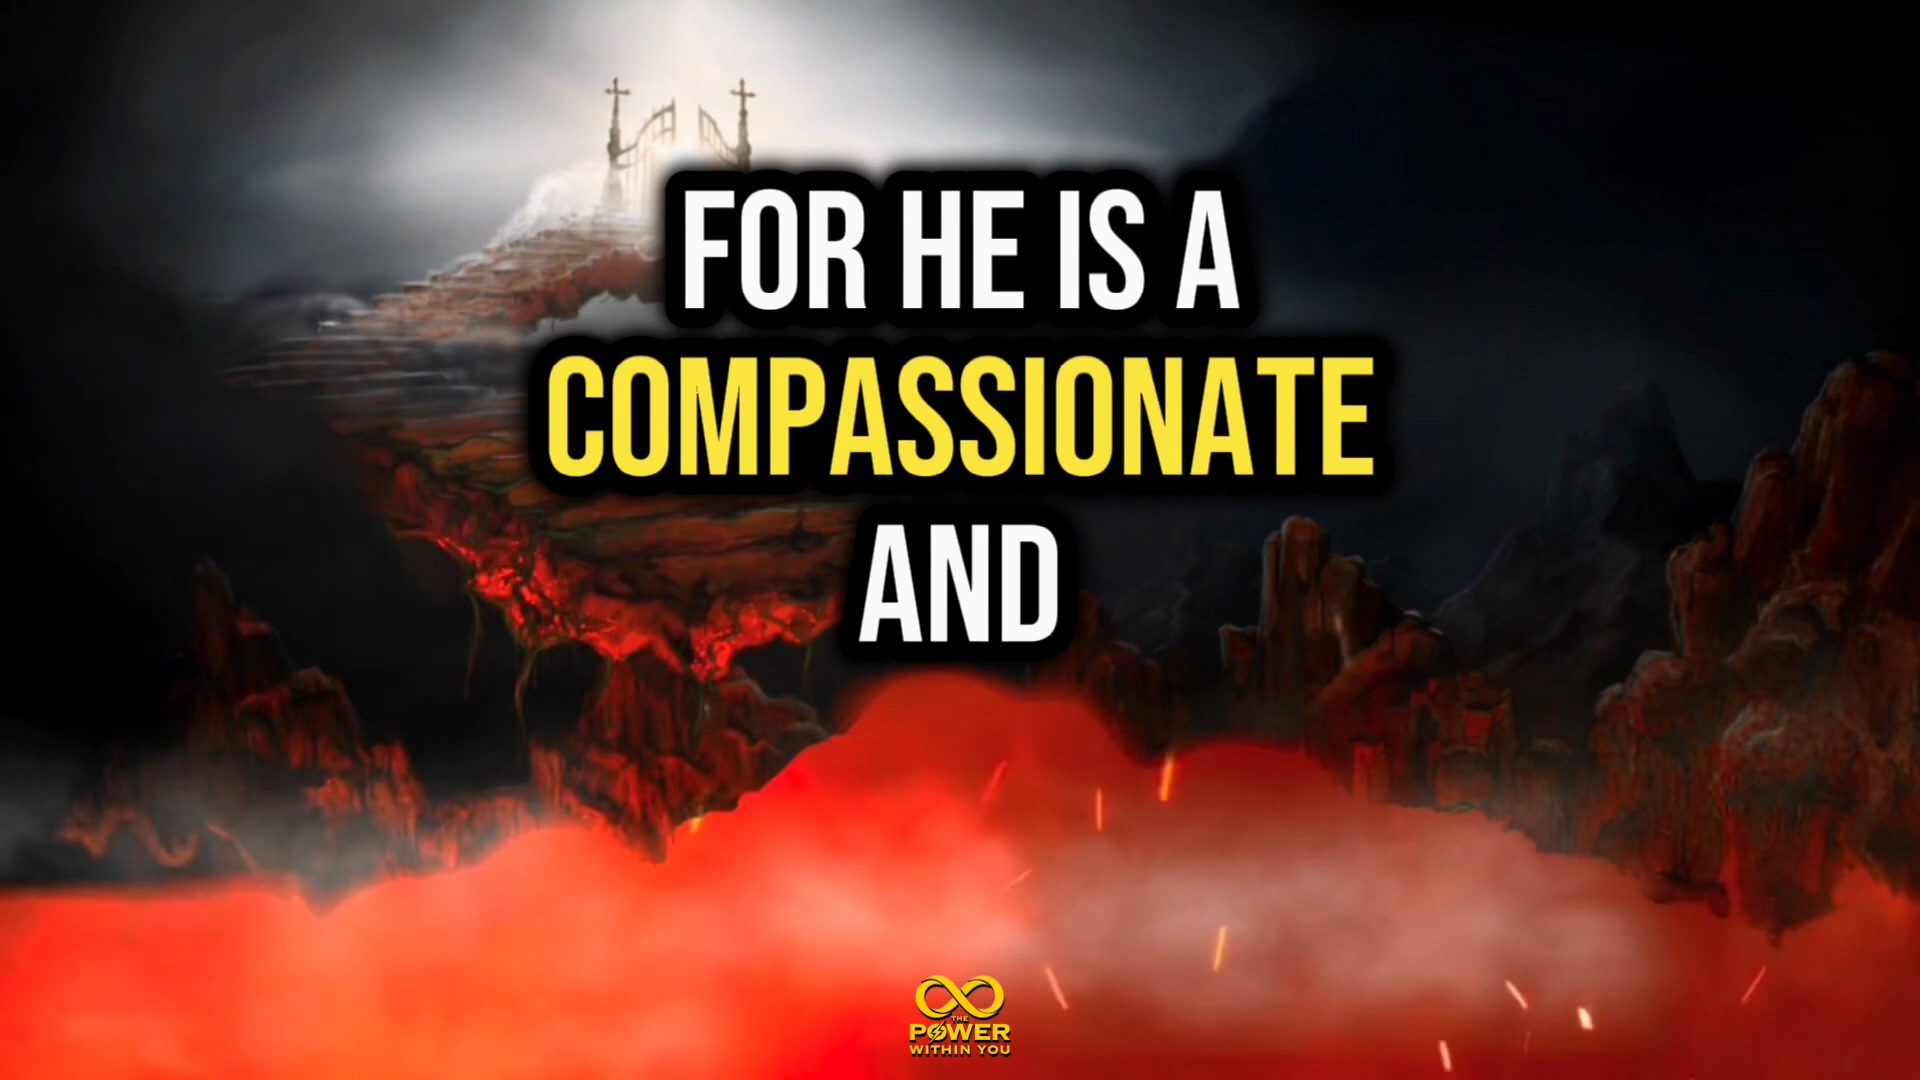 FOR HE IS A
COMPASSIONATE
AND
THE
POWER
WITHIN YOU